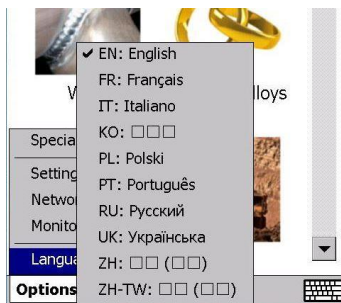 ✔ EN: English
FR: Français
IT: Italiano
KO: □□□
PL: Polski
PT: Português
RU: Русский
UK: Українська
ZH: □□ (□□)
ZH-TW: □□ (□□)
Options